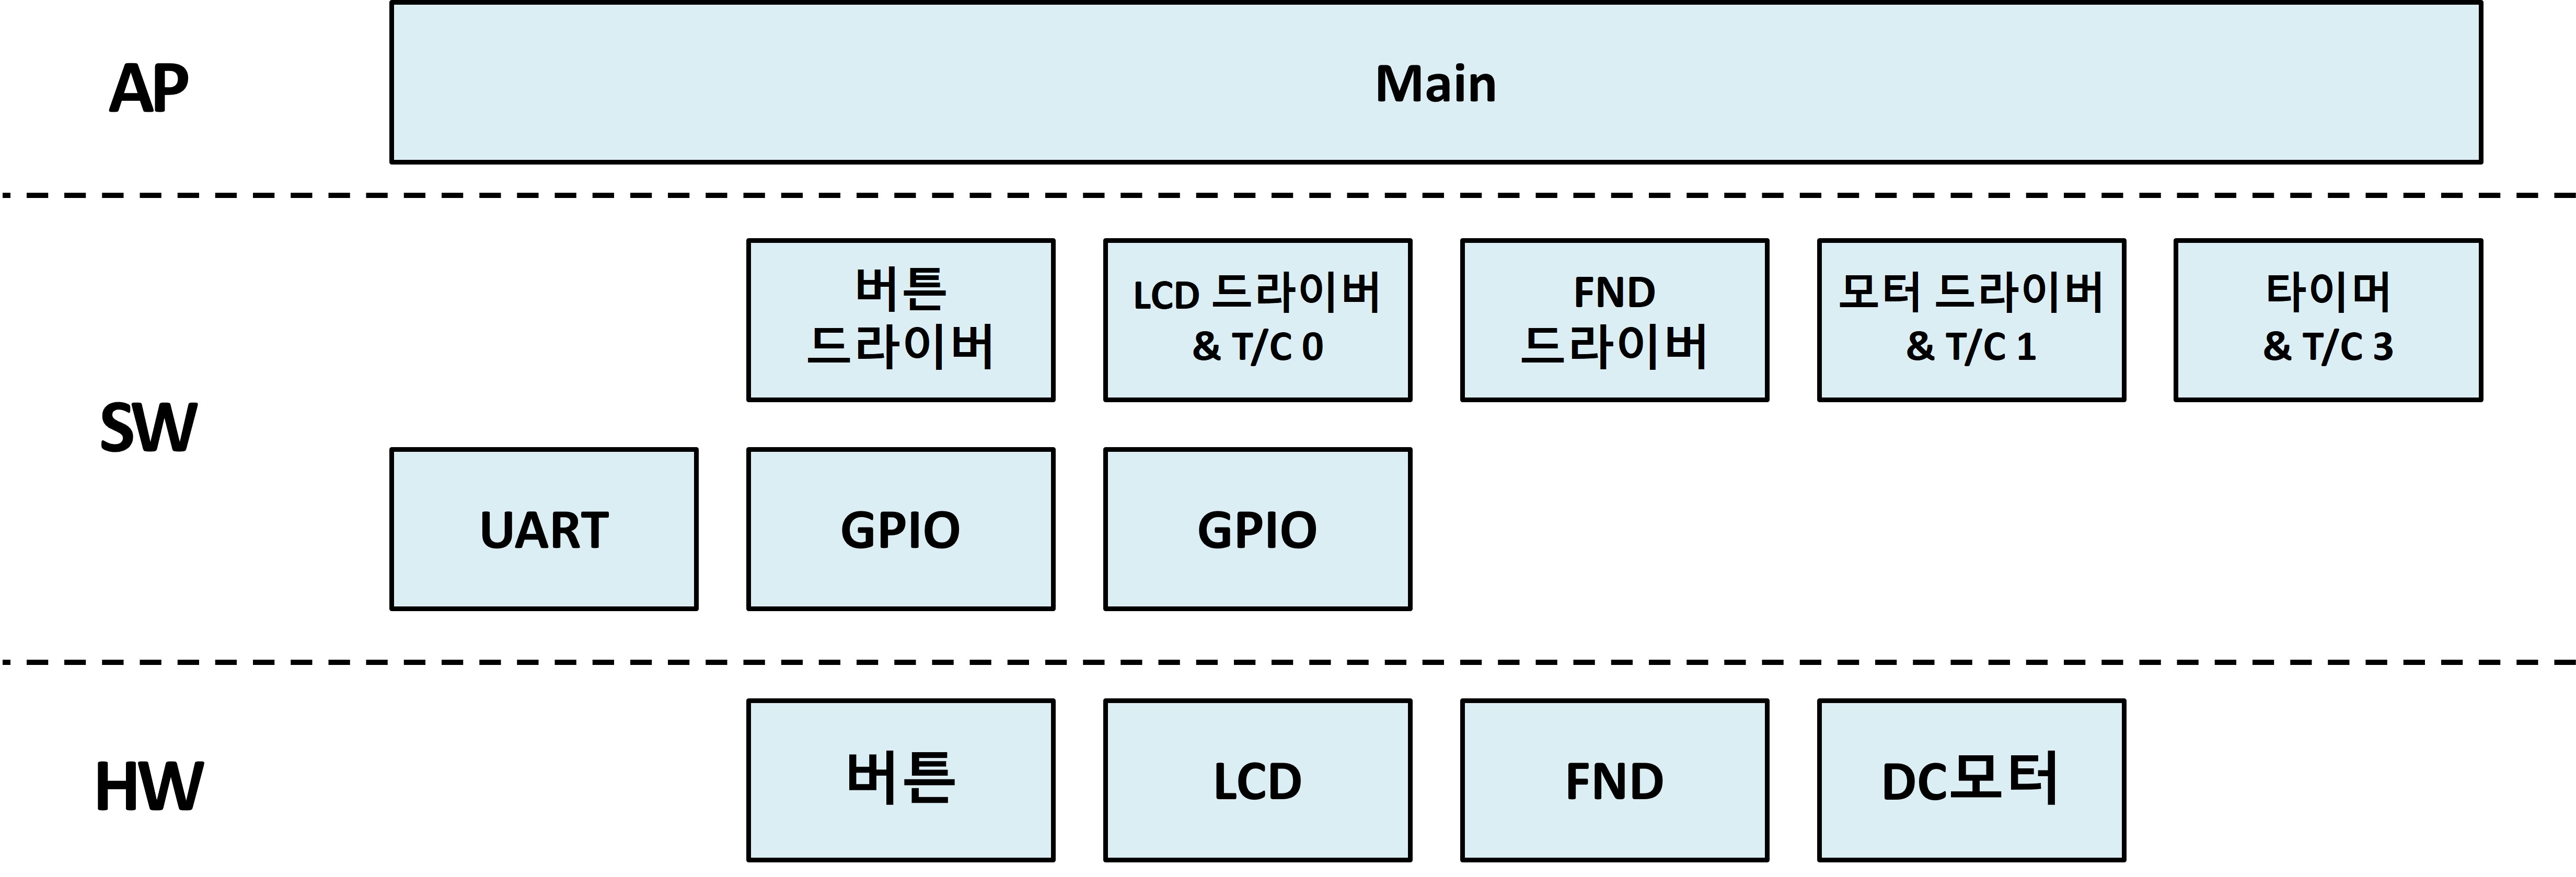 AP
Main
SW
버튼
드라이버
LCD 드라이버
& T/C 0
FND
드라이버
모터 드라이버
& T/C 1
타이머
& T/C 3
UART
GPIO
GPIO
HW
버튼
LCD
FND
DC모터